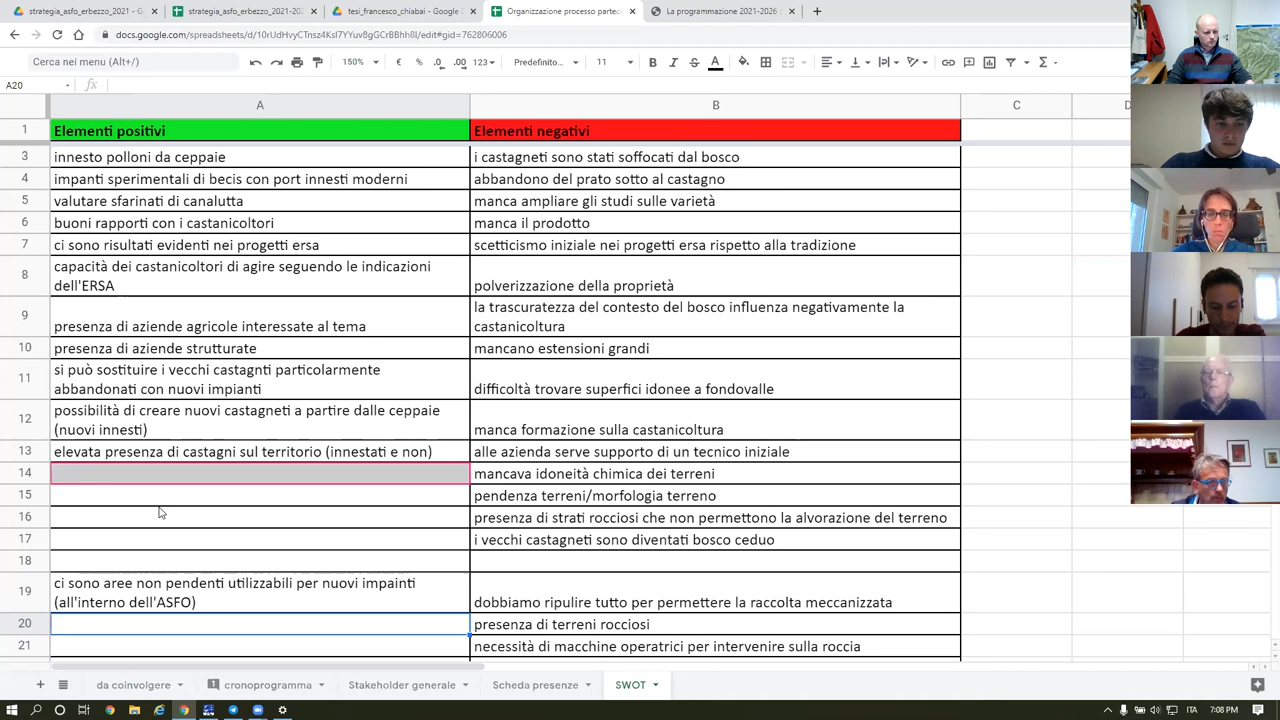 strategia_asfo_erbezzo_2021 - G
strategia_asfo_erbezzo_2021-202
tesi_francesco_chiabai - Google S
Organizzazione processo parteci
La programmazione 2021-2026 d
docs.google.com/spreadsheets/d/10rUdHvyCTnsz4KsI7YYuv8gGCrBBhh8I/edit#gid=762806006
Cerca nei menu (Alt+/)
150%
€ % .0 .00 123
Predefinito...
11
B I S A
A20
fx
A B C D
1 Elementi positivi Elementi negativi
3 innesto polloni da ceppaie i castagneti sono stati soffocati dal bosco
4 impianti sperimentali di becis con port innesti moderni abbandono del prato sotto al castagno
5 valutare sfarinati di canalutta manca ampliare gli studi sulle varietà
6 buoni rapporti con i castanicoltori manca il prodotto
7 ci sono risultati evidenti nei progetti ersa scetticismo iniziale nei progetti ersa rispetto alla tradizione
capacità dei castanicoltori di agire seguendo le indicazioni
8 dell'ERSA polverizzazione della proprietà
la trascuratezza del contesto del bosco influenza negativamente la
9 presenza di aziende agricole interessate al tema castanicoltura
10 presenza di aziende strutturate mancano estensioni grandi
si può sostituire i vecchi castagnti particolarmente
11 abbandonati con nuovi impianti difficoltà trovare superfici idonee a fondovalle
possibilità di creare nuovi castagneti a partire dalle ceppaie
12 (nuovi innesti) manca formazione sulla castanicoltura
13 elevata presenza di castagni sul territorio (innestati e non) alle azienda serve supporto di un tecnico iniziale
14 mancava idoneità chimica dei terreni
15 pendenza terreni/morfologia terreno
16 presenza di strati rocciosi che non permettono la alvorazione del terreno
17 i vecchi castagneti sono diventati bosco ceduo
18
ci sono aree non pendenti utilizzabili per nuovi impainti
19 (all'interno dell'ASFO) dobbiamo ripulire tutto per permettere la raccolta meccanizzata
20 presenza di terreni rocciosi
21 necessità di macchine operatrici per intervenire sulla roccia
da coinvolgere
cronoprogramma
Stakeholder generale
Scheda presenze
SWOT
ITA
7:08 PM